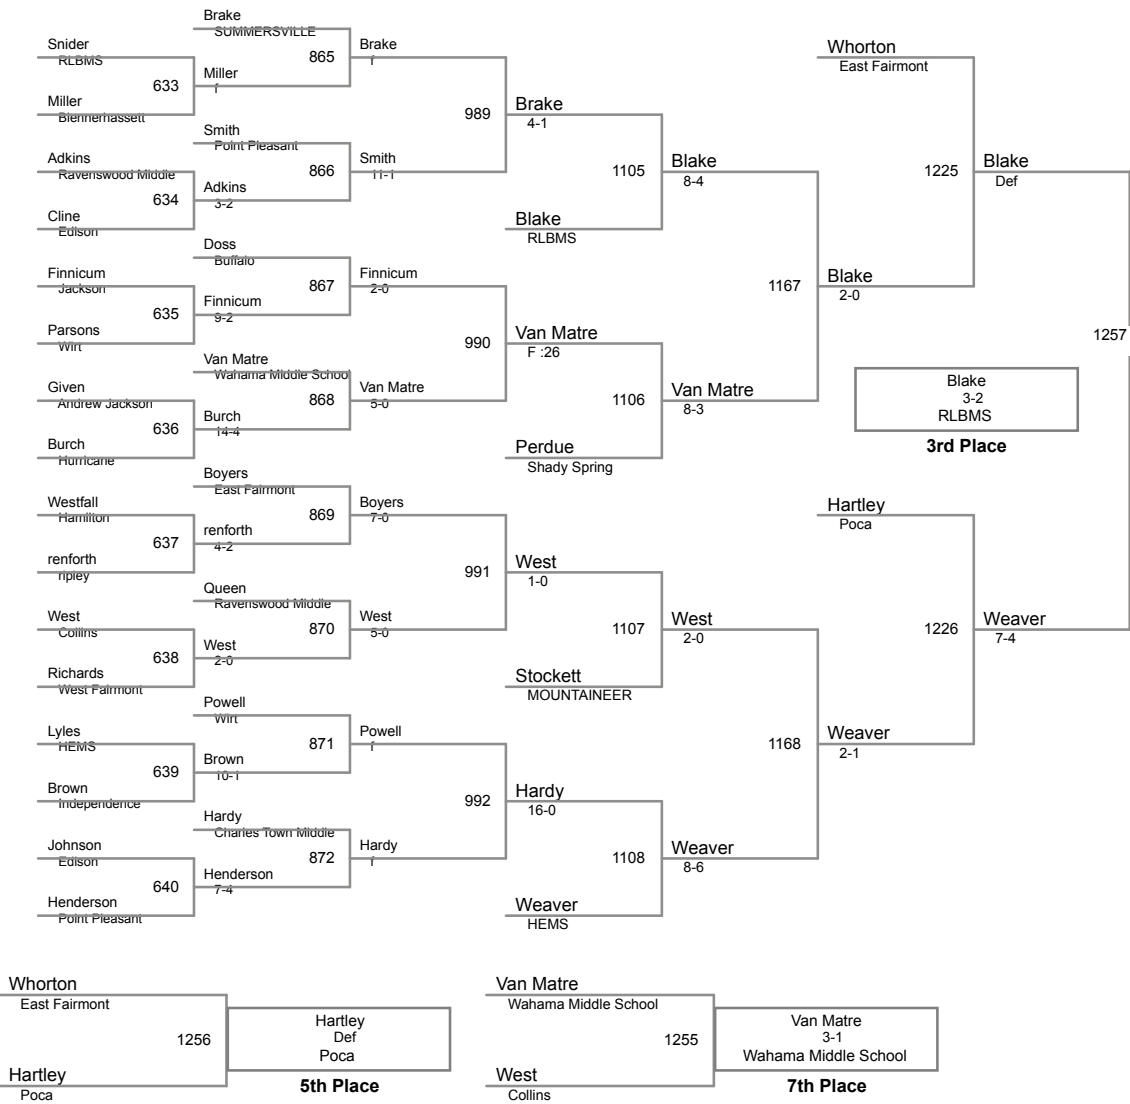 Brake
SUMMERSVILLE
Snider
RLBMS
865
Brake
f
Whorton
East Fairmont
633
Miller
f
Miller
Blennerhassett
989
Brake
4-1
Smith
Point Pleasant
Adkins
Ravenswood Middle
866
Smith
11-1
1105
Blake
8-4
1225
Blake
Def
634
Adkins
3-2
Cline
Edison
Blake
RLBMS
Doss
Buffalo
Finnicum
Jackson
867
Finnicum
2-0
1167
Blake
2-0
635
Finnicum
9-2
Parsons
Wirt
990
Van Matre
F :26
1257
Van Matre
Wahama Middle School
Given
Andrew Jackson
868
Van Matre
5-0
1106
Van Matre
8-3
Blake
3-2
RLBMS
3rd Place
636
Burch
14-4
Burch
Hurricane
Perdue
Shady Spring
Boyers
East Fairmont
Westfall
Hamilton
869
Boyers
7-0
Hartley
Poca
637
renforth
4-2
renforth
ripley
991
West
1-0
Queen
Ravenswood Middle
West
Collins
870
West
5-0
1107
West
2-0
1226
Weaver
7-4
638
West
2-0
Richards
West Fairmont
Stockett
MOUNTAINEER
Powell
Wirt
Lyles
HEMS
871
Powell
f
1168
Weaver
2-1
639
Brown
10-1
Brown
Independence
992
Hardy
16-0
Hardy
Charles Town Middle
Johnson
Edison
872
Hardy
f
1108
Weaver
8-6
640
Henderson
7-4
Henderson
Point Pleasant
Weaver
HEMS
Whorton
East Fairmont
1256
Hartley
Def
Poca
5th Place
Hartley
Poca
Van Matre
Wahama Middle School
1255
Van Matre
3-1
Wahama Middle School
7th Place
West
Collins